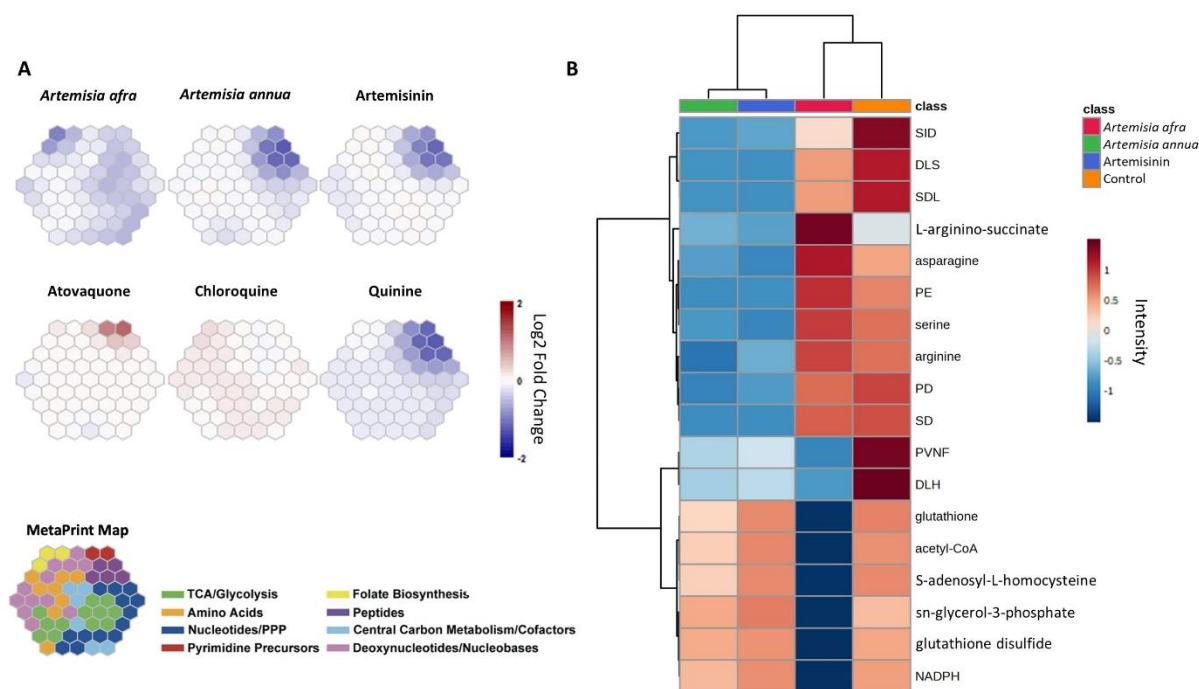 A
Artemisia afra
Artemisia annua
Artemisinin
Atovaquone
Chloroquine
Quinine
2
0
-2
Log2 Fold Change
MetaPrint Map
TCA/Glycolysis
Amino Acids
Nucleotides/PPP
Pyrimidine Precursors
Folate Biosynthesis
Peptides
Central Carbon Metabolism/Cofactors
Deoxynucleotides/Nucleobases
B
class
SID
DLS
SDL
L-arginino-succinate
asparagine
PE
serine
arginine
PD
SD
PVNF
DLH
glutathione
acetyl-CoA
S-adenosyl-L-homocysteine
sn-glycerol-3-phosphate
glutathione disulfide
NADPH
class
Artemisia afra
Artemisia annua
Artemisinin
Control
1
0.5
0
-0.5
-1
Intensity